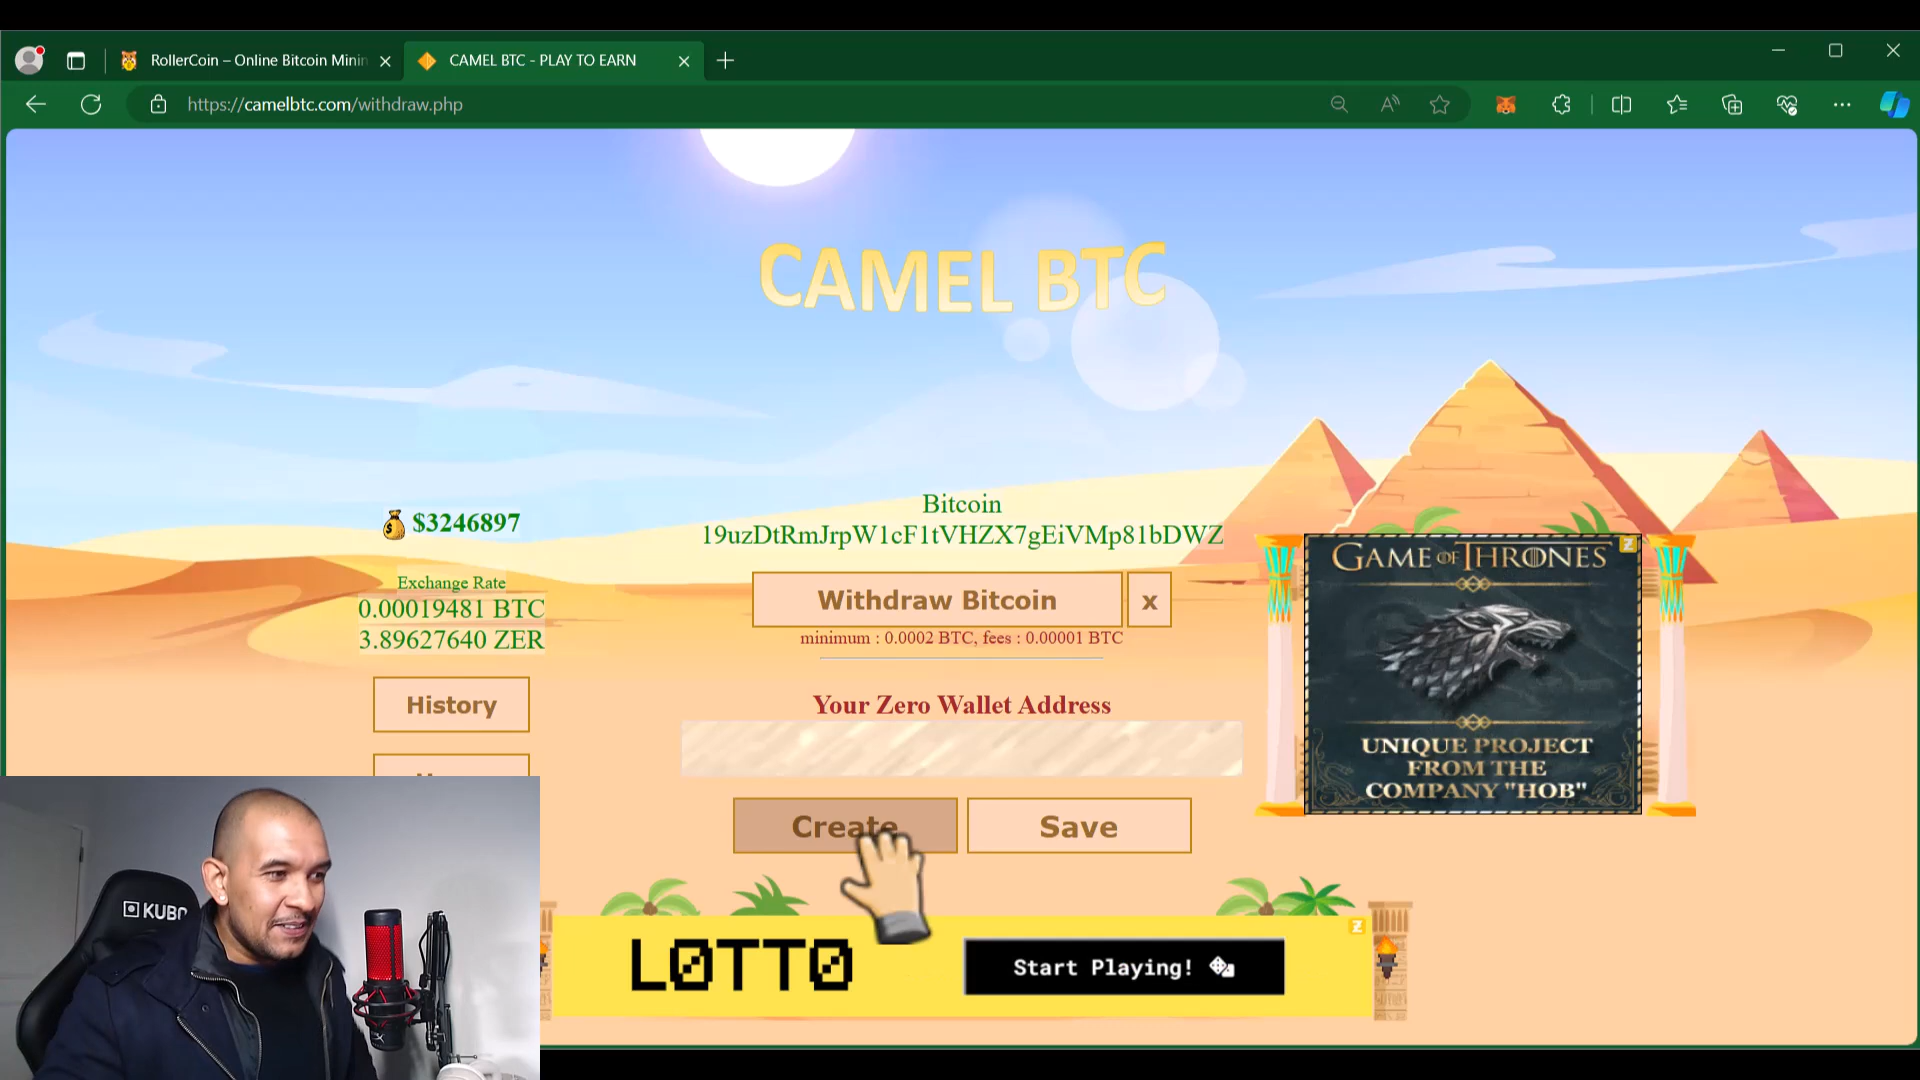 RollerCoin – Online Bitcoin Minin
CAMEL BTC - PLAY TO EARN
https://camelbtc.com/withdraw.php
CAMEL BTC
$3246897
Exchange Rate
0.00019481 BTC
3.89627640 ZER
History
Bitcoin
19uzDtRmJrpW1cF1tVHZX7gEiVMp81bDWZ
Withdraw Bitcoin
x
minimum : 0.0002 BTC, fees : 0.00001 BTC
Your Zero Wallet Address
Create
Save
GAME OF THRONES
UNIQUE PROJECT
FROM THE
COMPANY "HOB"
KUBO
LOTTO
Start Playing!